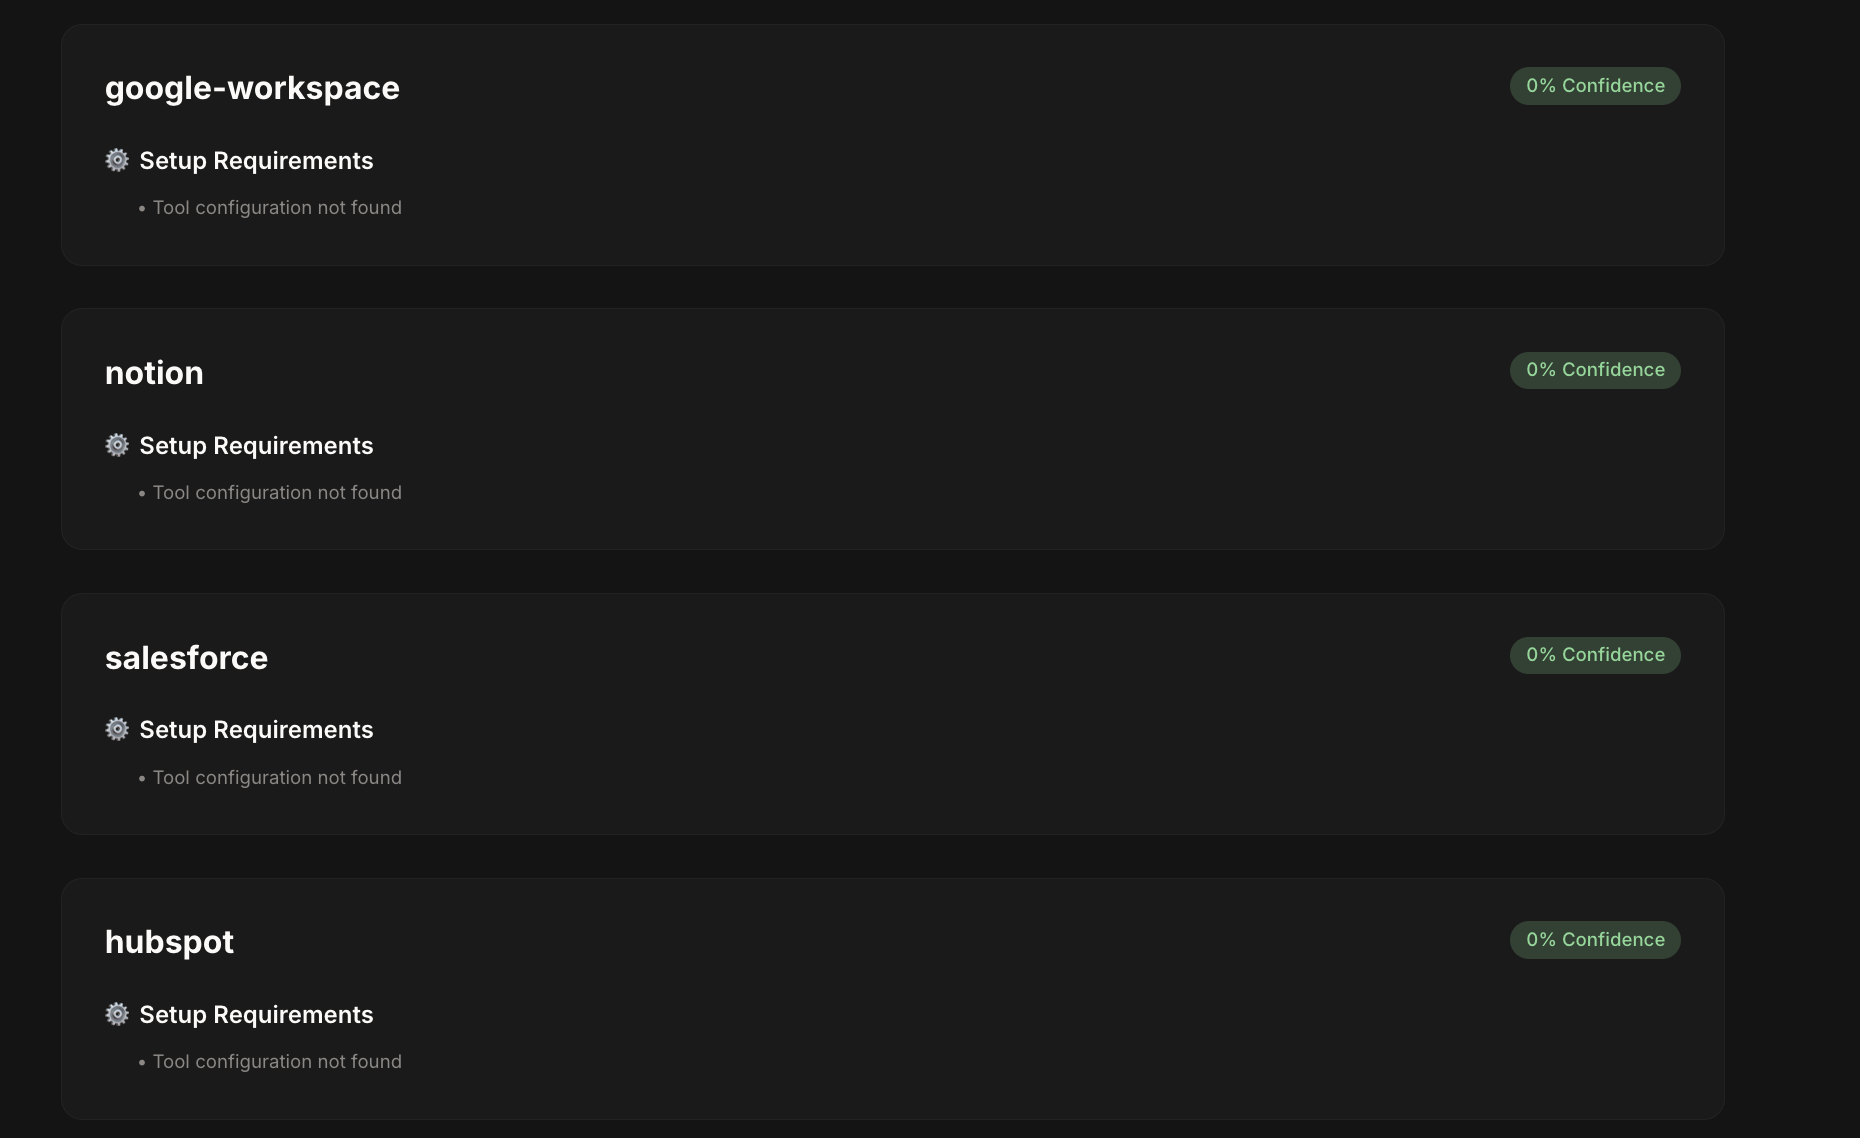 google-workspace
0% Confidence
⚙️ Setup Requirements
• Tool configuration not found
notion
0% Confidence
⚙️ Setup Requirements
• Tool configuration not found
salesforce
0% Confidence
⚙️ Setup Requirements
• Tool configuration not found
hubspot
0% Confidence
⚙️ Setup Requirements
• Tool configuration not found